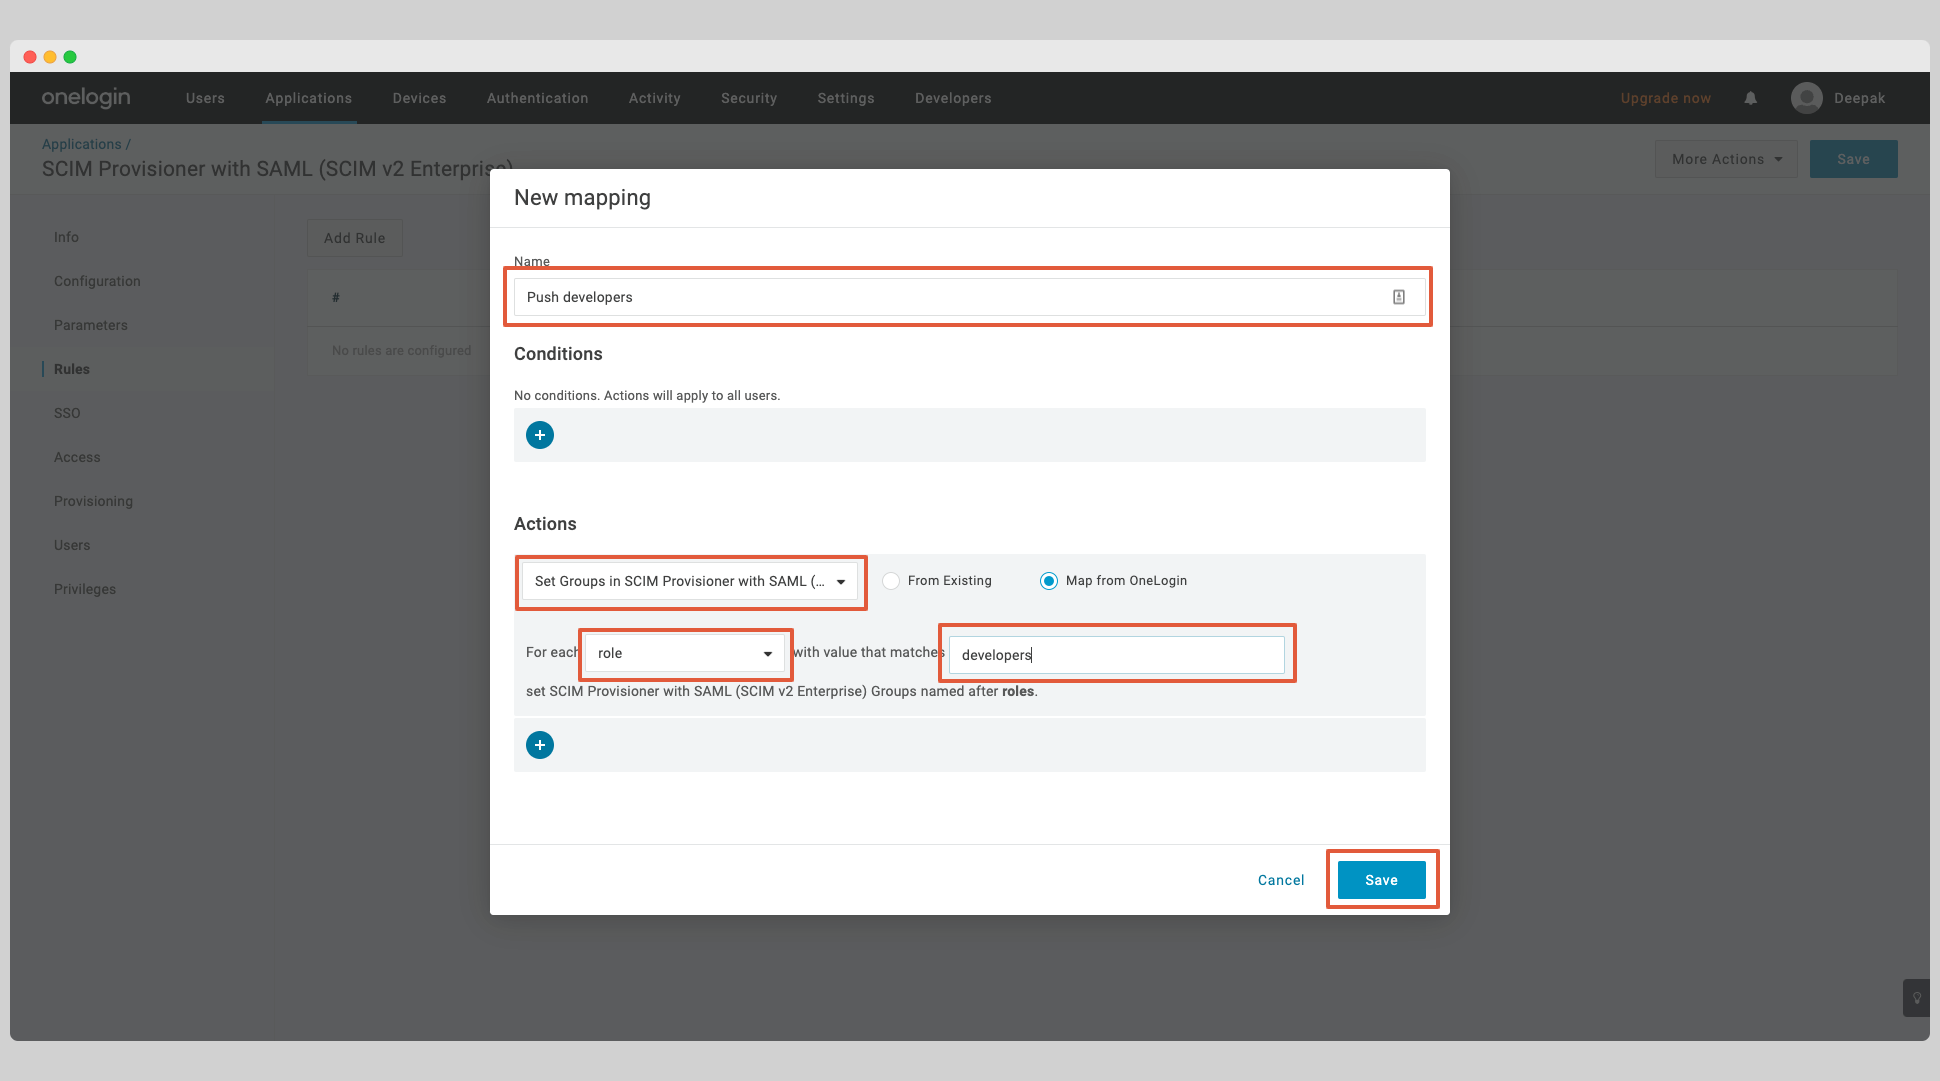 onelogin Users Applications Devices Authentication Activity Security Settings Developers Upgrade now Deepak
Applications /
SCIM Provisioner with SAML (SCIM v2 Enterprise)
More Actions
Save
Info
Configuration
Parameters
Rules
SSO
Access
Provisioning
Users
Privileges
Add Rule
#
No rules are configured
New mapping
Name
Push developers
Conditions
No conditions. Actions will apply to all users.
Actions
Set Groups in SCIM Provisioner with SAML (... From Existing Map from OneLogin
For each role with value that matches developers
set SCIM Provisioner with SAML (SCIM v2 Enterprise) Groups named after roles.
Cancel Save